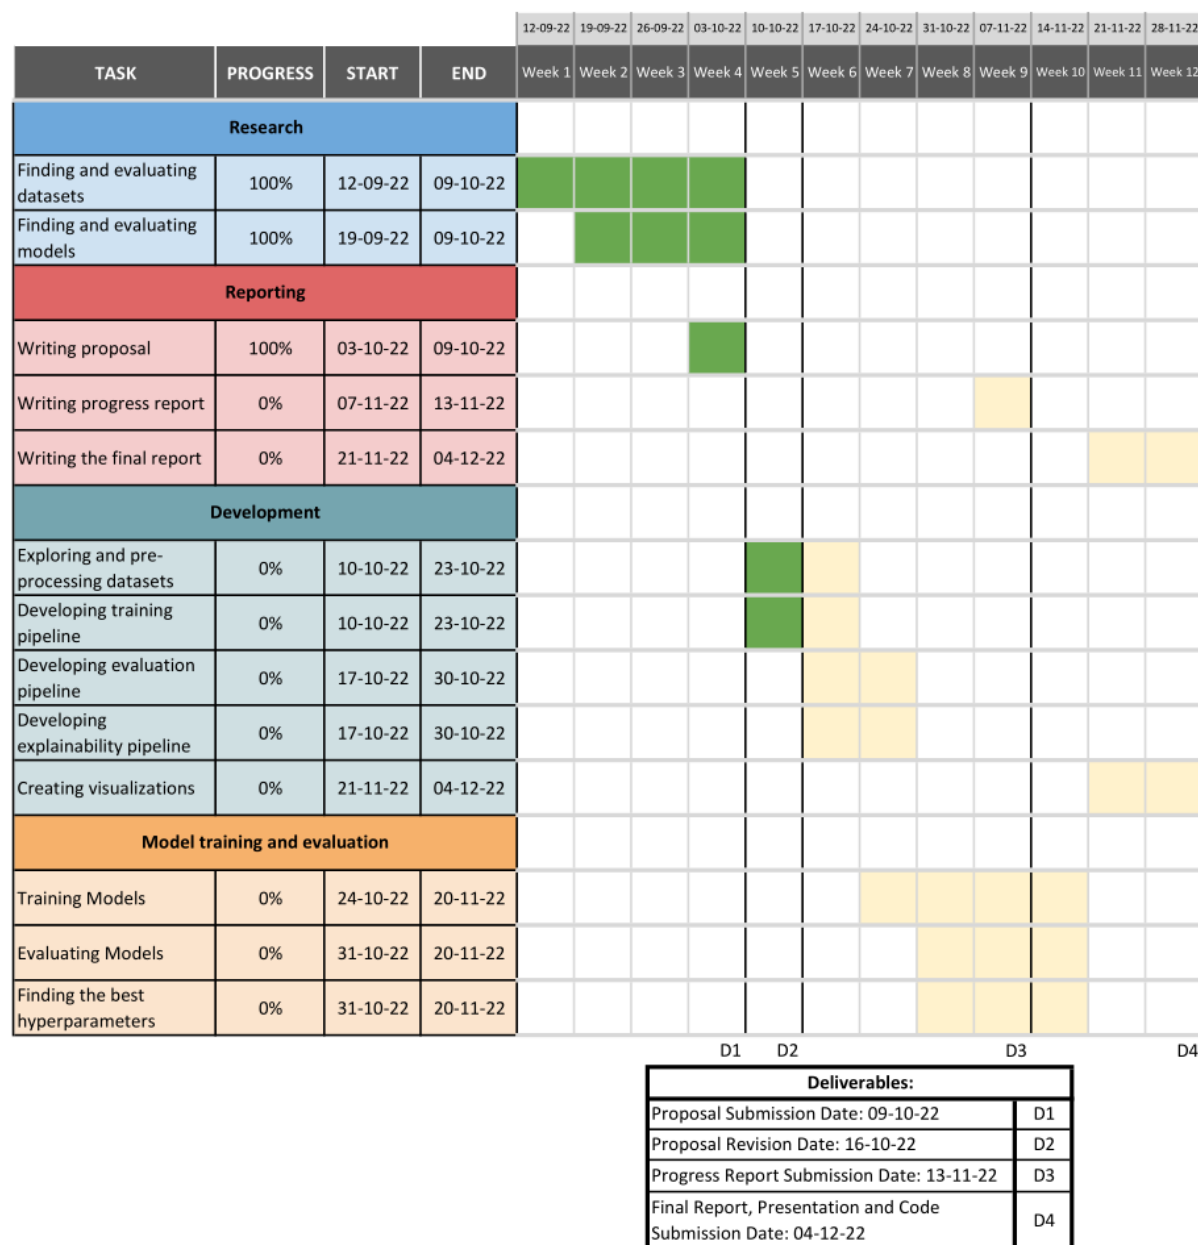 12-09-22 19-09-22 26-09-22 03-10-22 10-10-22 17-10-22 24-10-22 31-10-22 07-11-22 14-11-22 21-11-22 28-11-22
TASK PROGRESS START END Week 1 Week 2 Week 3 Week 4 Week 5 Week 6 Week 7 Week 8 Week 9 Week 10 Week 11 Week 12
Research
Finding and evaluating
datasets 100% 12-09-22 09-10-22
Finding and evaluating
models 100% 19-09-22 09-10-22
Reporting
Writing proposal 100% 03-10-22 09-10-22
Writing progress report 0% 07-11-22 13-11-22
Writing the final report 0% 21-11-22 04-12-22
Development
Exploring and pre-
processing datasets 0% 10-10-22 23-10-22
Developing training
pipeline 0% 10-10-22 23-10-22
Developing evaluation
pipeline 0% 17-10-22 30-10-22
Developing
explainability pipeline 0% 17-10-22 30-10-22
Creating visualizations 0% 21-11-22 04-12-22
Model training and evaluation
Training Models 0% 24-10-22 20-11-22
Evaluating Models 0% 31-10-22 20-11-22
Finding the best
hyperparameters 0% 31-10-22 20-11-22
D1 D2 D3 D4
Deliverables:
Proposal Submission Date: 09-10-22 D1
Proposal Revision Date: 16-10-22 D2
Progress Report Submission Date: 13-11-22 D3
Final Report, Presentation and Code
Submission Date: 04-12-22 D4